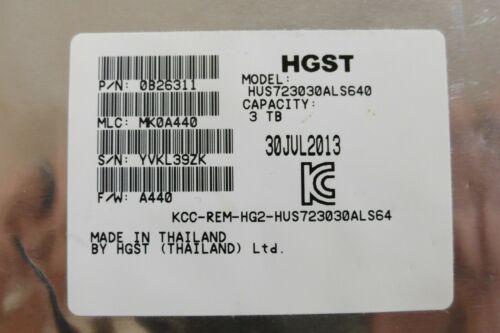 P/N: 0B26311
MLC: MK0A440
S/N: YVKL39ZK
F/W: A440
HGST
MODEL:
HUS723030ALS640
CAPACITY:
3 TB
30JVL2013
KCC-REM-HG2-HUS723030ALS64
MADE IN THAILAND
BY HGST (THAILAND) Ltd.